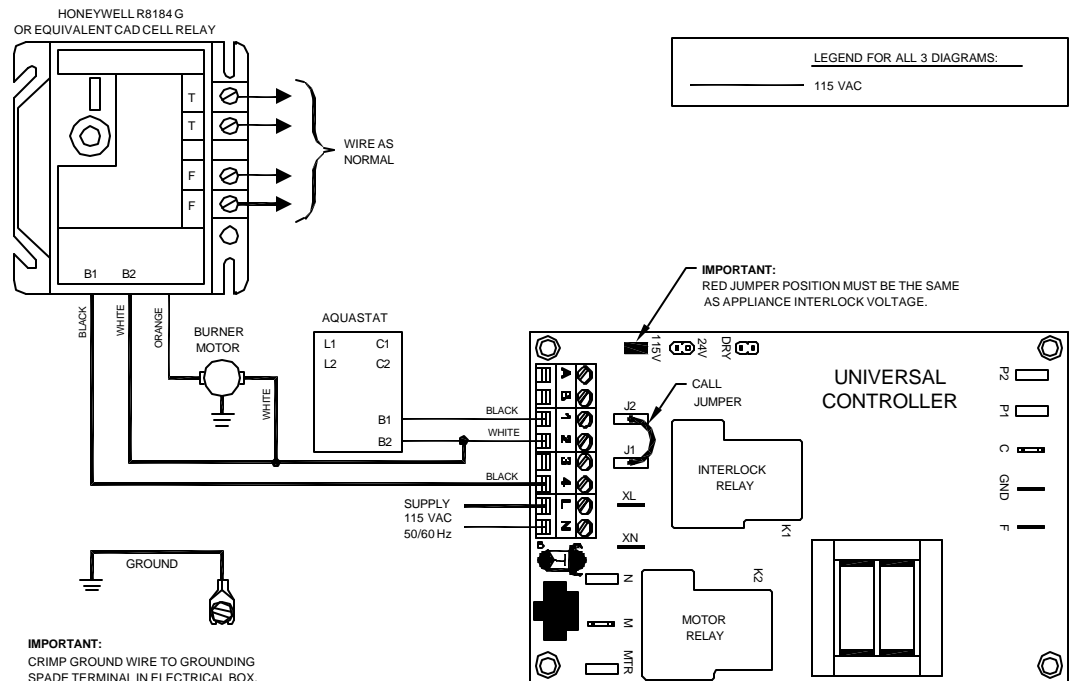 HONEYWELL R8184 G
OR EQUIVALENT CAD CELL RELAY
T
T
F
F
B1 B2
WIRE AS
NORMAL
LEGEND FOR ALL 3 DIAGRAMS:
115 VAC
IMPORTANT:
RED JUMPER POSITION MUST BE THE SAME
AS APPLIANCE INTERLOCK VOLTAGE.
BLACK
WHITE
ORANGE
BURNER
MOTOR
WHITE
AQUASTAT
L1 C1
L2 C2
B1
B2
BLACK
WHITE
BLACK
SUPPLY
115 VAC
50/60 Hz
115V
24V
DRY
A
B
1
2
3
4
L
N
J2
J1
CALL
JUMPER
XL
XN
UNIVERSAL
CONTROLLER
INTERLOCK
RELAY
K1
K2
MOTOR
RELAY
N
M
MTR
P2
P1
C
GND
F
GROUND
IMPORTANT:
CRIMP GROUND WIRE TO GROUNDING
SPADE TERMINAL IN ELECTRICAL BOX.